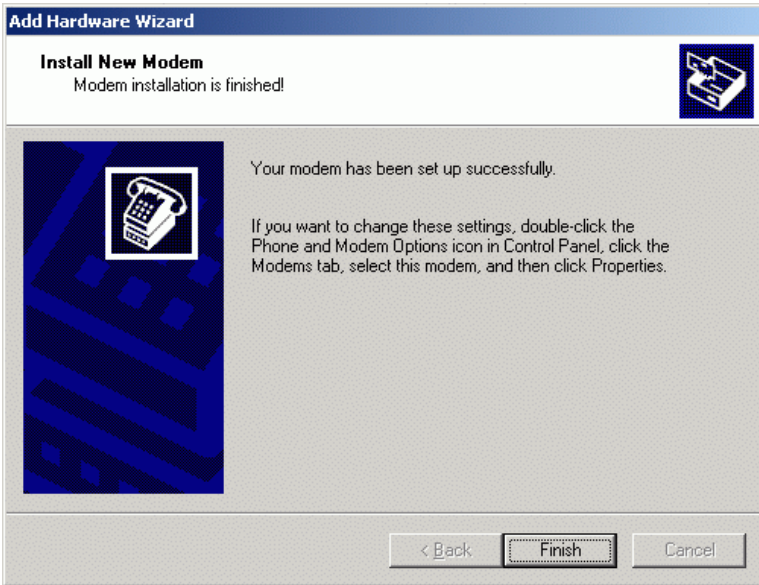 Add Hardware Wizard
Install New Modem
Modem installation is finished!
Your modem has been set up successfully.
If you want to change these settings, double-click the
Phone and Modem Options icon in Control Panel, click the
Modems tab, select this modem, and then click Properties.
< Back Finish Cancel